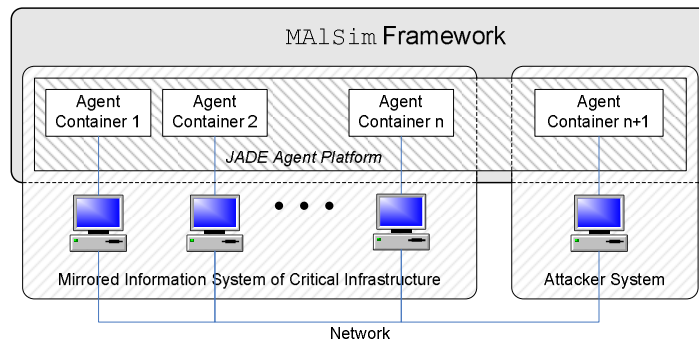 MAlSim Framework
Agent
Container 1
Agent
Container 2
Agent
Container n
Agent
Container n+1
JADE Agent Platform
Mirrored Information System of Critical Infrastructure
Attacker System
Network